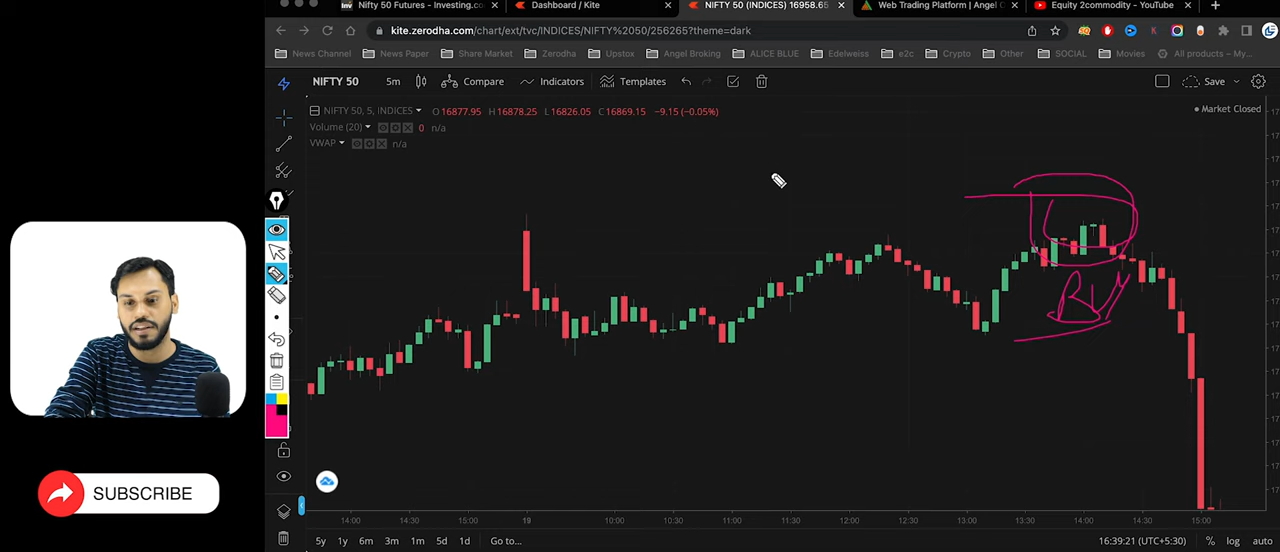 Nifty 50 Futures - Investing.co
Dashboard / Kite
NIFTY 50 (INDICES) 16958.65
Web Trading Platform | Angel O
Equity 2commodity - YouTube
kite.zerodha.com/chart/ext/tvc/INDICES/NIFTY%2050/256265?theme=dark
News Channel
News Paper
Share Market
Zerodha
Upstox
Angel Broking
ALICE BLUE
Edelweiss
e2c
Crypto
Other
SOCIAL
Movies
All products – My...
NIFTY 50
5m
Compare
Indicators
Templates
Save
NIFTY 50, 5, INDICES
O16877.95 H16878.25 L16826.05 C16869.15 −9.15 (−0.05%)
Market Closed
Volume (20)
0 n/a
VWAP
n/a
BUY
SUBSCRIBE
14:00 14:30 15:00 19 10:00 10:30 11:00 11:30 12:00 12:30 13:00 13:30 14:00 14:30 15:00
5y 1y 6m 3m 1m 5d 1d Go to...
16:39:21 (UTC+5:30) % log auto